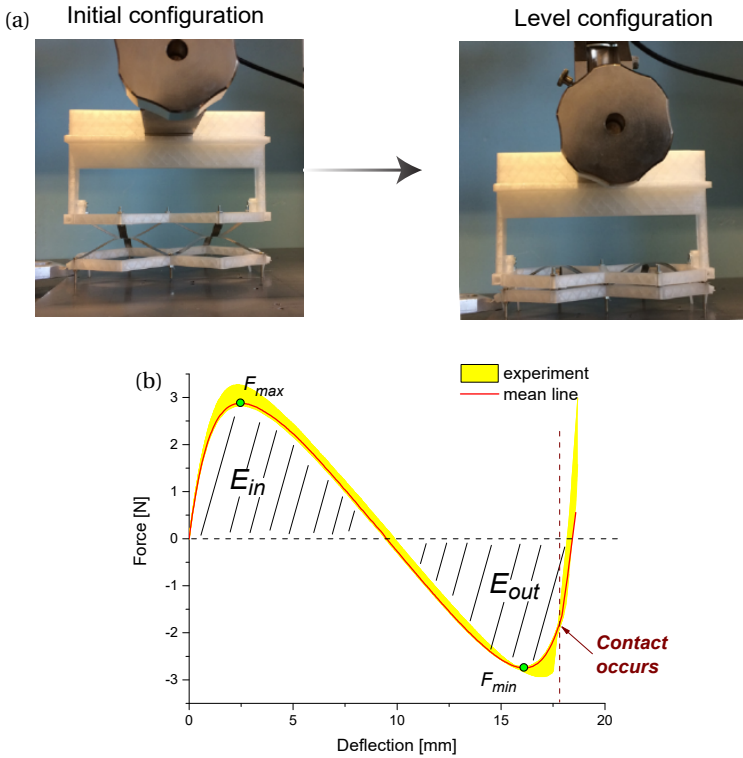 (a)
Initial configuration
Level configuration
(b)
experiment
mean line
F_max
E_in
E_out
F_min
Contact
occurs
Force [N]
3
2
1
0
-1
-2
-3
0
5
10
15
20
Deflection [mm]